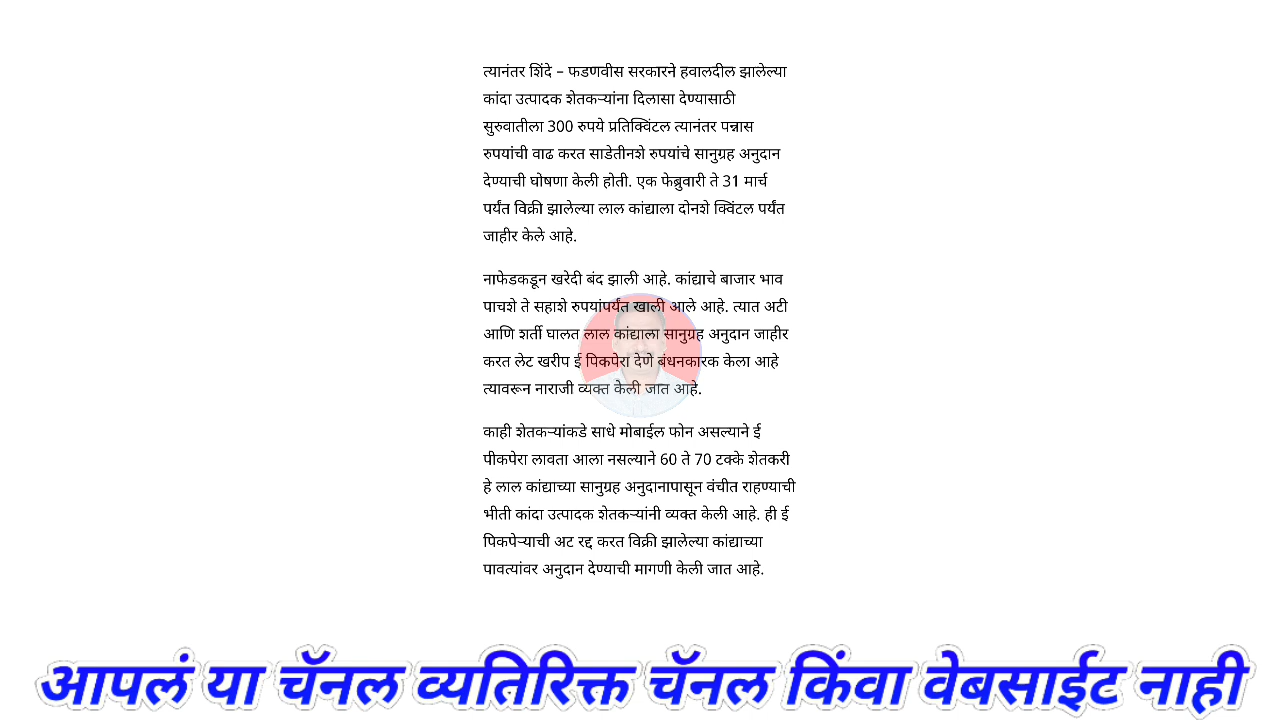 त्यानंतर शिंदे – फडणवीस सरकारने हवालदील झालेल्या
कांदा उत्पादक शेतकऱ्यांना दिलासा देण्यासाठी
सुरुवातीला 300 रुपये प्रतिक्विंटल त्यानंतर पन्नास
रुपयांची वाढ करत साडेतीनशे रुपयांचे सानुग्रह अनुदान
देण्याची घोषणा केली होती. एक फेब्रुवारी ते 31 मार्च
पर्यंत विक्री झालेल्या लाल कांद्याला दोनशे क्विंटल पर्यंत
जाहीर केले आहे.
नाफेडकडून खरेदी बंद झाली आहे. कांद्याचे बाजार भाव
पाचशे ते सहाशे रुपयांपर्यंत खाली आले आहे. त्यात अटी
आणि शर्ती घालत लाल कांद्याला सानुग्रह अनुदान जाहीर
करत लेट खरीप ई पिकपेरा देणे बंधनकारक केला आहे
त्यावरून नाराजी व्यक्त केली जात आहे.
काही शेतकऱ्यांकडे साधे मोबाईल फोन असल्याने ई
पीकपेरा लावता आला नसल्याने 60 ते 70 टक्के शेतकरी
हे लाल कांद्याच्या सानुग्रह अनुदानापासून वंचीत राहण्याची
भीती कांदा उत्पादक शेतकऱ्यांनी व्यक्त केली आहे. ही ई
पिकपेऱ्याची अट रद्द करत विक्री झालेल्या कांद्याच्या
पावत्यांवर अनुदान देण्याची मागणी केली जात आहे.
आपलं या चॅनल व्यतिरिक्त चॅनल किंवा वेबसाईट नाही